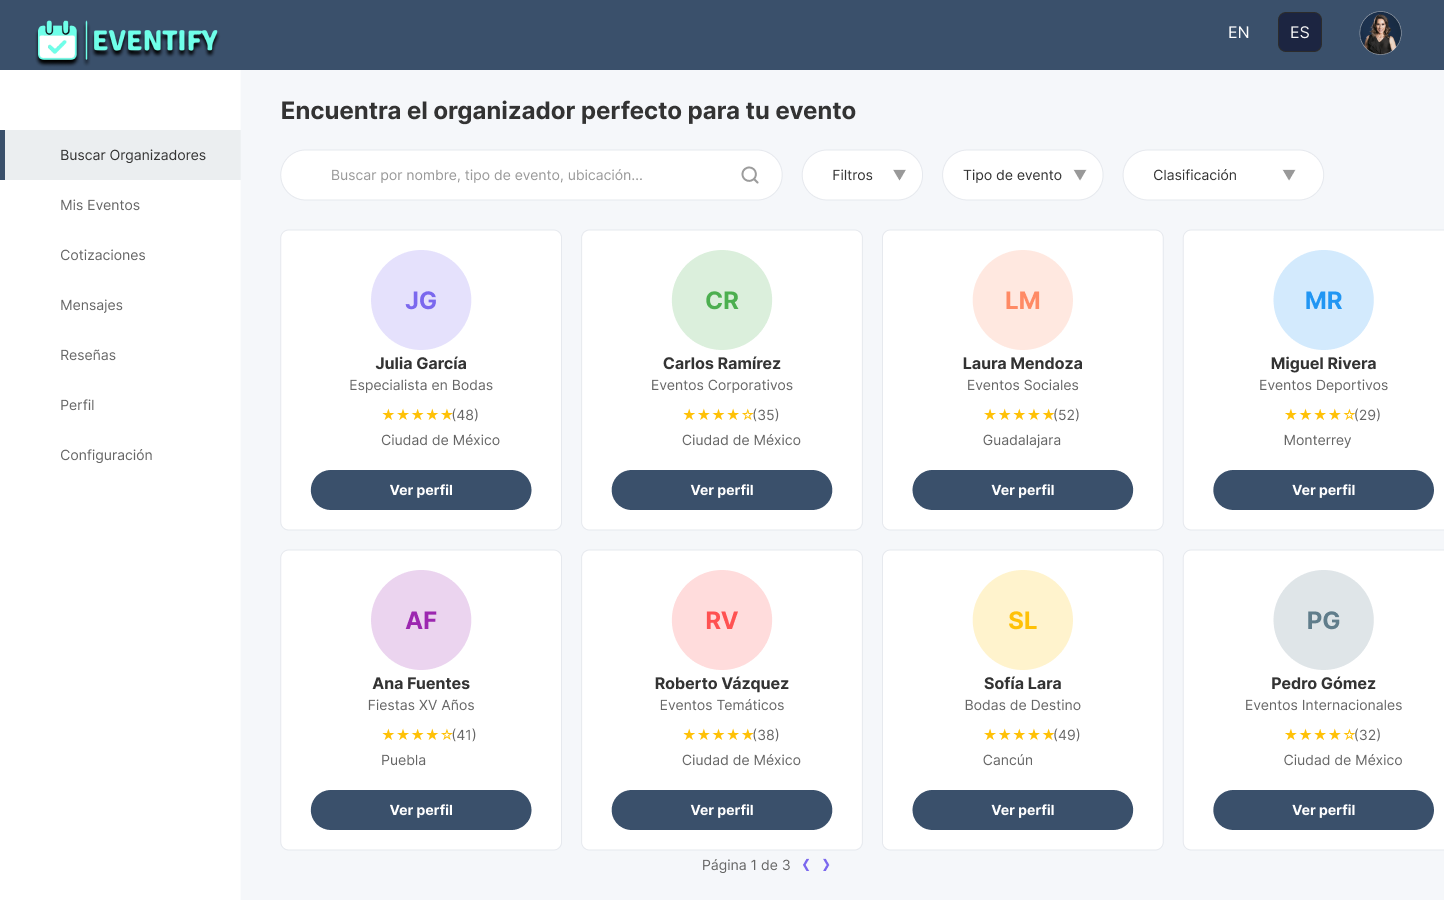 EVENTIFY
EN
ES
Buscar Organizadores
Mis Eventos
Cotizaciones
Mensajes
Reseñas
Perfil
Configuración
Encuentra el organizador perfecto para tu evento
Buscar por nombre, tipo de evento, ubicación...
Filtros ▼
Tipo de evento ▼
Clasificación ▼
JG
Julia García
Especialista en Bodas
★★★★★(48)
Ciudad de México
Ver perfil
CR
Carlos Ramírez
Eventos Corporativos
★★★★☆(35)
Ciudad de México
Ver perfil
LM
Laura Mendoza
Eventos Sociales
★★★★★(52)
Guadalajara
Ver perfil
MR
Miguel Rivera
Eventos Deportivos
★★★★☆(29)
Monterrey
Ver perfil
AF
Ana Fuentes
Fiestas XV Años
★★★★☆(41)
Puebla
Ver perfil
RV
Roberto Vázquez
Eventos Temáticos
★★★★★(38)
Ciudad de México
Ver perfil
SL
Sofía Lara
Bodas de Destino
★★★★★(49)
Cancún
Ver perfil
PG
Pedro Gómez
Eventos Internacionales
★★★★☆(32)
Ciudad de México
Ver perfil
Página 1 de 3 ❮ ❯